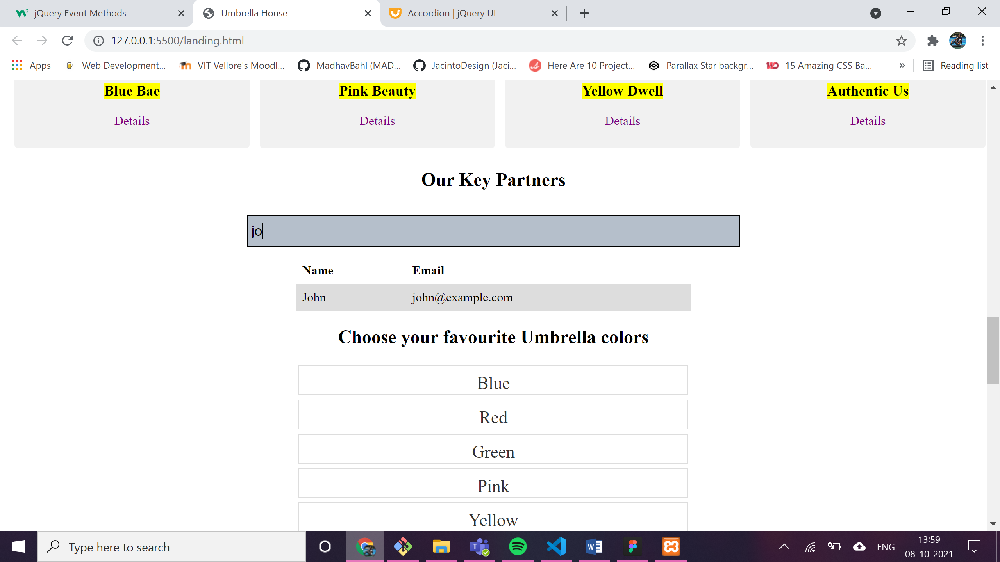 jQuery Event Methods
Umbrella House
Accordion | jQuery UI
127.0.0.1:5500/landing.html
Apps
Web Development...
VIT Vellore's Moodl...
MadhavBahl (MAD...
JacintoDesign (Jaci...
Here Are 10 Project...
Parallax Star backgr...
15 Amazing CSS Ba...
»
Reading list
Blue Bae
Pink Beauty
Yellow Dwell
Authentic Us
Details
Details
Details
Details
Our Key Partners
jo
Name Email
John john@example.com
Choose your favourite Umbrella colors
Blue
Red
Green
Pink
Yellow
Type here to search
ENG
13:59
08-10-2021